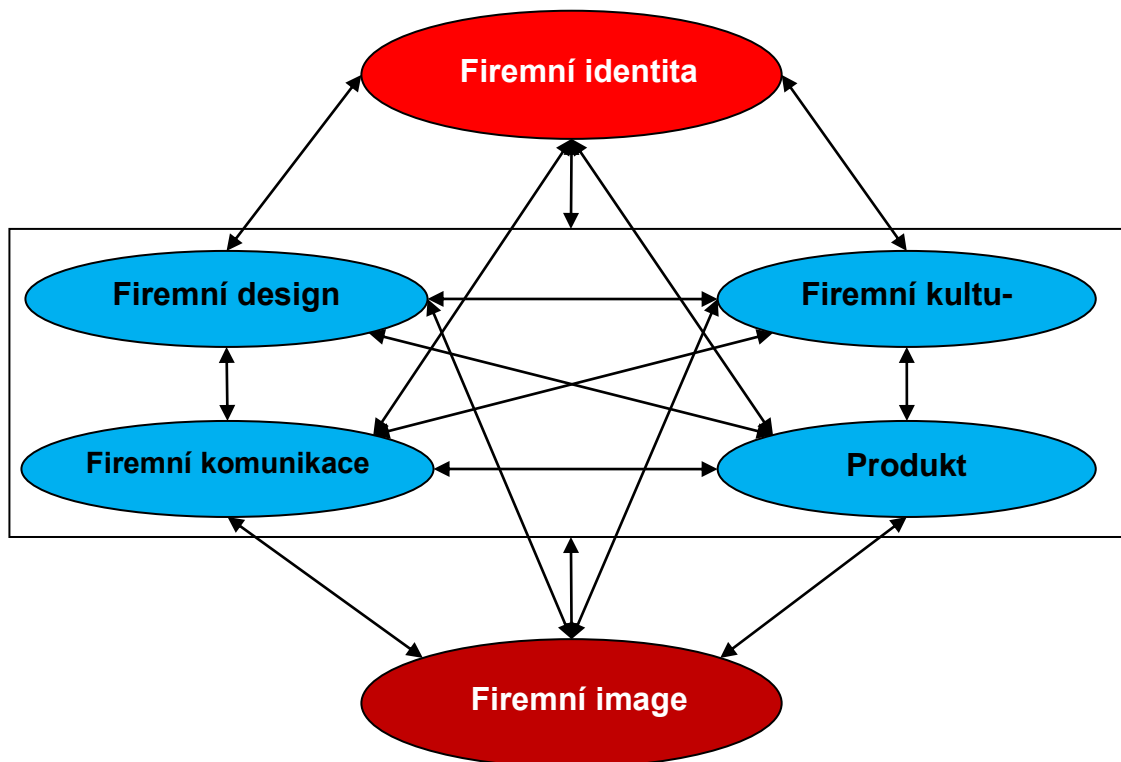 Firemní identita
Firemní design
Firemní kultu-
Firemní komunikace
Produkt
Firemní image